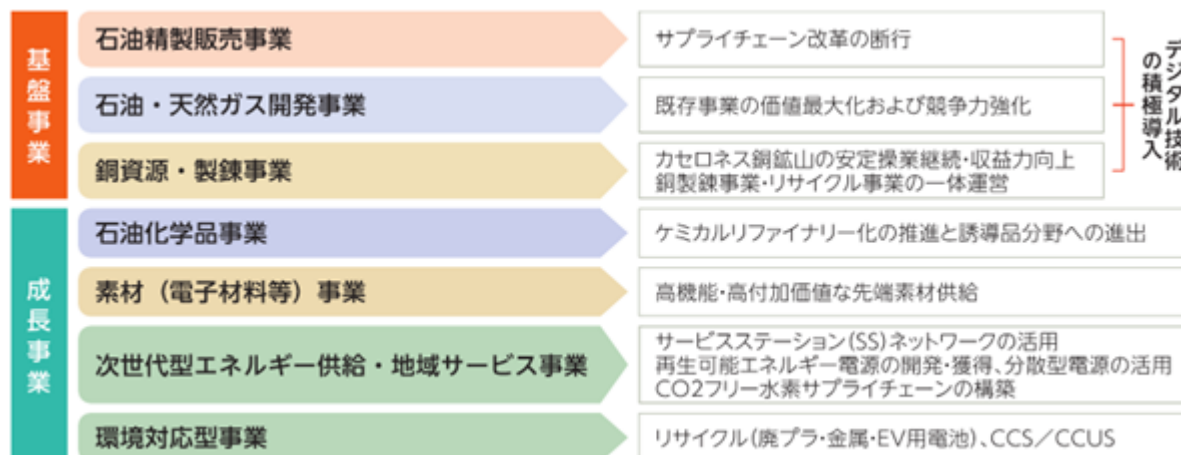 基盤事業
石油精製販売事業
サプライチェーン改革の断行
石油・天然ガス開発事業
既存事業の価値最大化および競争力強化
銅資源・製錬事業
カセロネス銅鉱山の安定操業継続・収益力向上
銅製錬事業・リサイクル事業の一体運営
デジタル技術
の積極導入
成長事業
石油化学品事業
ケミカルリファイナリー化の推進と誘導品分野への進出
素材（電子材料等）事業
高機能・高付加価値な先端素材供給
次世代型エネルギー供給・地域サービス事業
サービスステーション(SS)ネットワークの活用
再生可能エネルギー電源の開発・獲得、分散型電源の活用
CO2フリー水素サプライチェーンの構築
環境対応型事業
リサイクル(廃プラ・金属・EV用電池)、CCS／CCUS